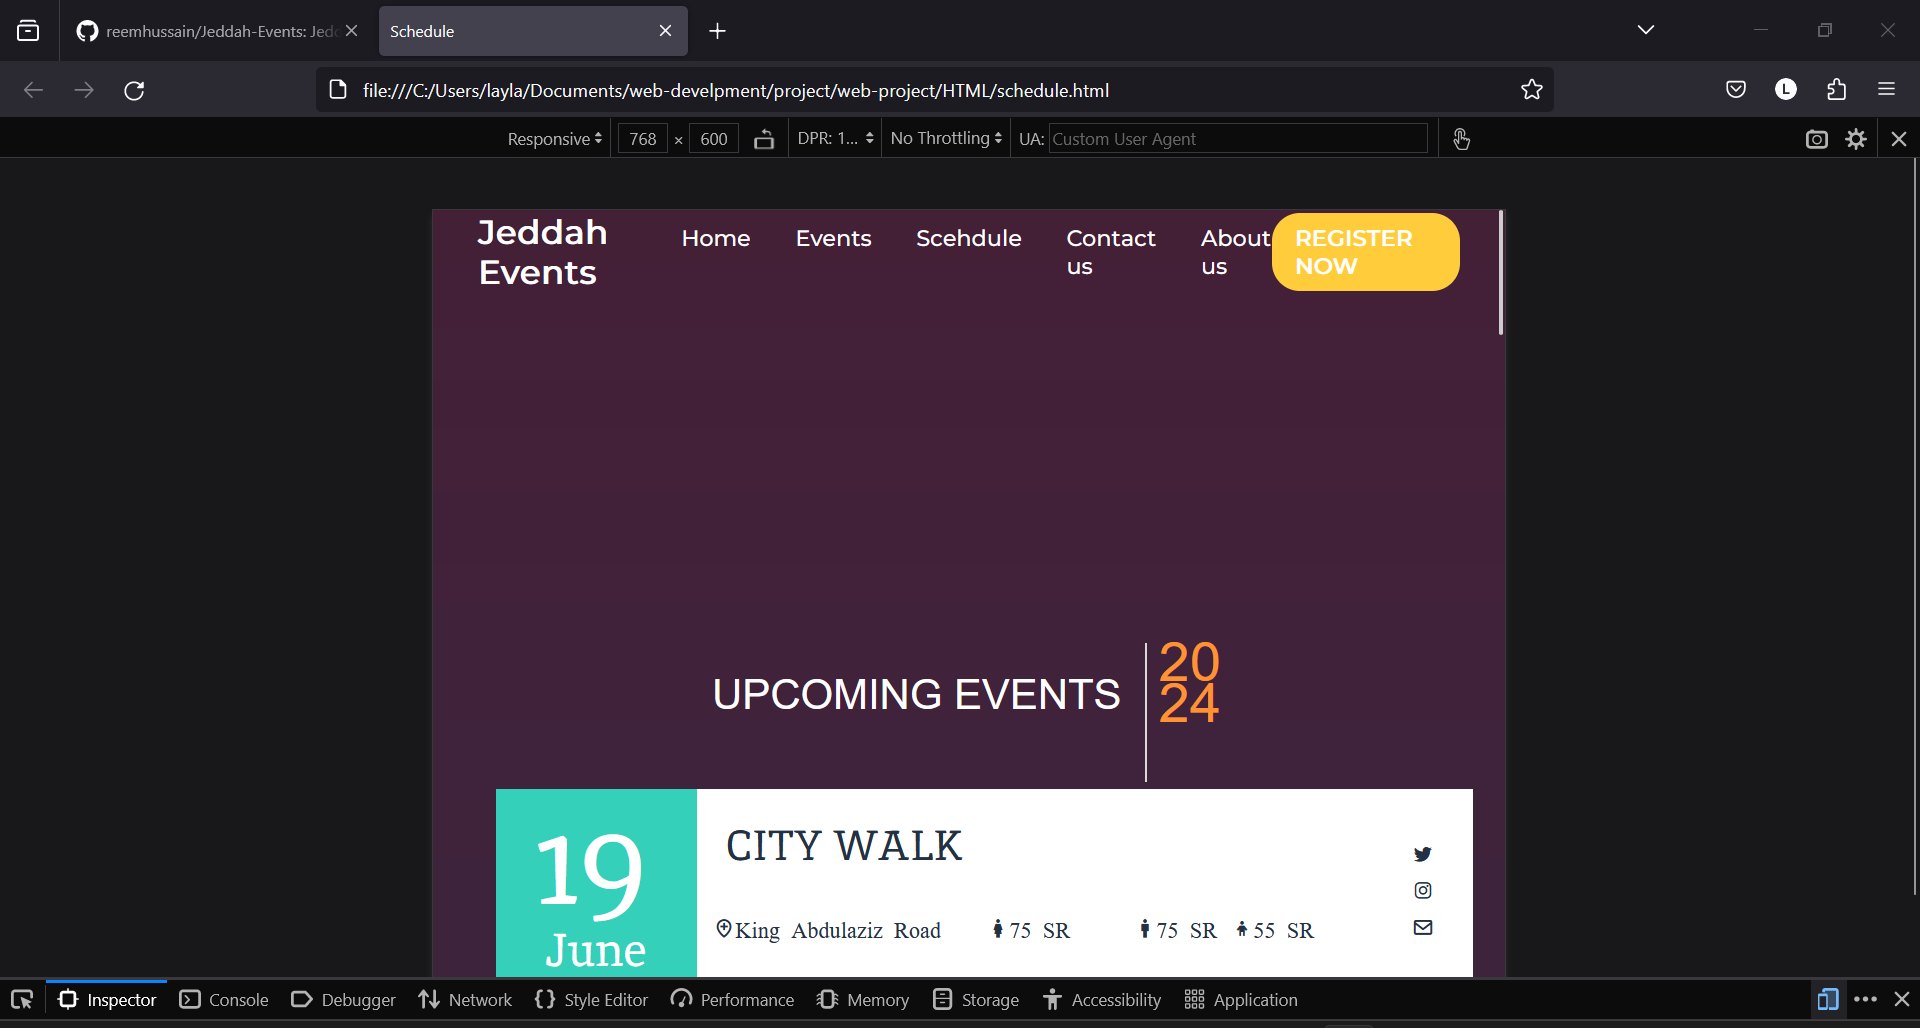 reemhussain/Jeddah-Events: Jed
Schedule
file:///C:/Users/layla/Documents/web-develpment/project/web-project/HTML/schedule.html
L
Responsive 768 × 600 DPR: 1... No Throttling UA: Custom User Agent
Jeddah
Events
Home
Events
Scehdule
Contact
us
About
us
REGISTER
NOW
UPCOMING EVENTS
20
24
19
June
CITY WALK
King Abdulaziz Road 75 SR 75 SR 55 SR
Inspector Console Debugger Network Style Editor Performance Memory Storage Accessibility Application